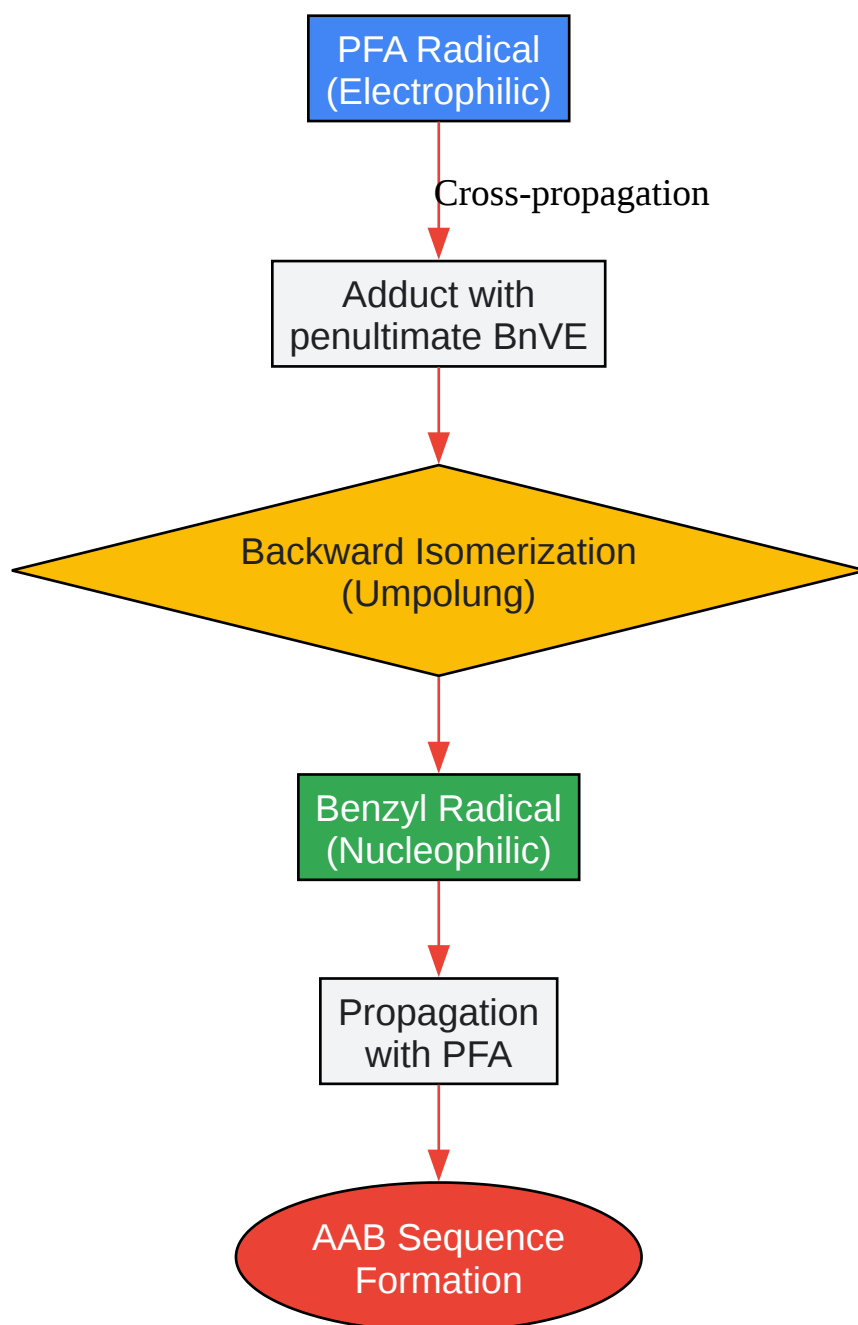 PFA Radical
(Electrophilic)
Cross-propagation
Adduct with
penultimate BnVE
Backward Isomerization
(Umpolung)
Benzyl Radical
(Nucleophilic)
Propagation
with PFA
AAB Sequence
Formation